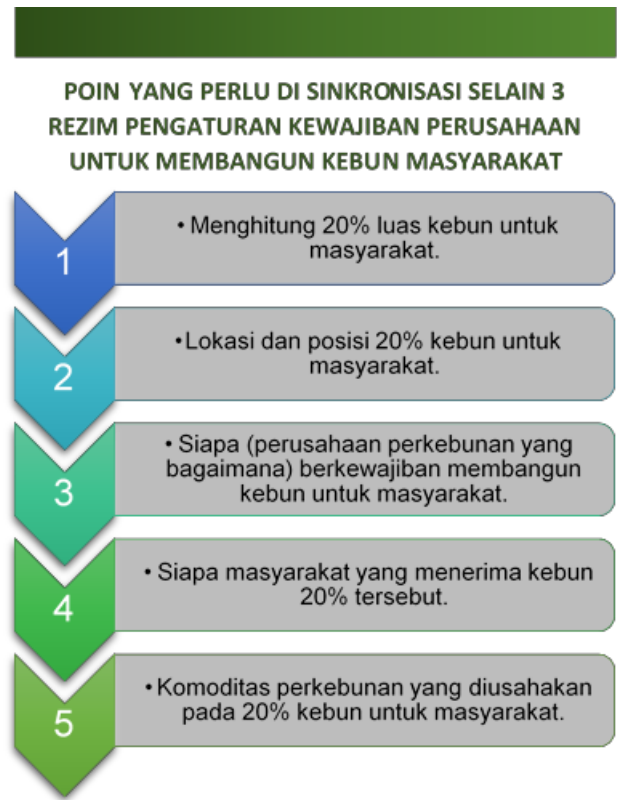 POIN YANG PERLU DI SINKRONISASI SELAIN 3
REZIM PENGATURAN KEWAJIBAN PERUSAHAAN
UNTUK MEMBANGUN KEBUN MASYARAKAT
1
• Menghitung 20% luas kebun untuk
masyarakat.
2
•Lokasi dan posisi 20% kebun untuk
masyarakat.
3
• Siapa (perusahaan perkebunan yang
bagaimana) berkewajiban membangun
kebun untuk masyarakat.
4
• Siapa masyarakat yang menerima kebun
20% tersebut.
5
•Komoditas perkebunan yang diusahakan
pada 20% kebun untuk masyarakat.